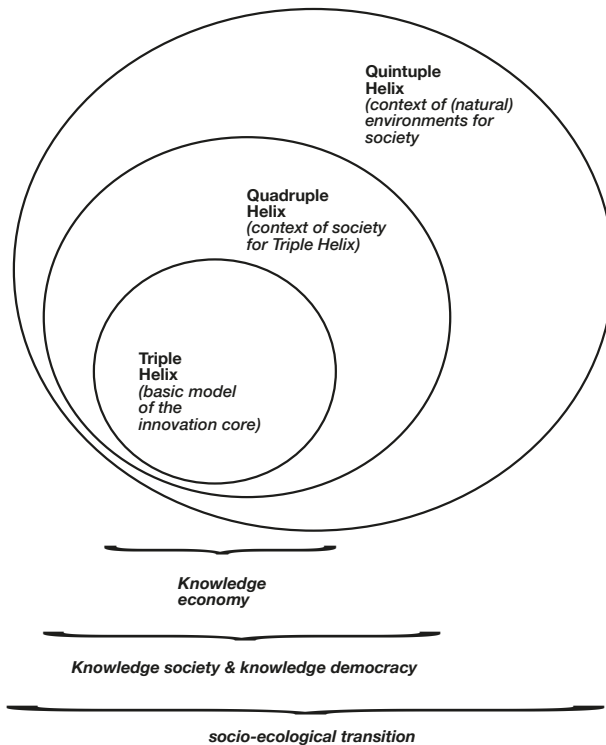 Quintuple
Helix
(context of (natural)
environments for
society
Quadruple
Helix
(context of society
for Triple Helix)
Triple
Helix
(basic model
of the
innovation core)
Knowledge
economy
Knowledge society & knowledge democracy
socio-ecological transition